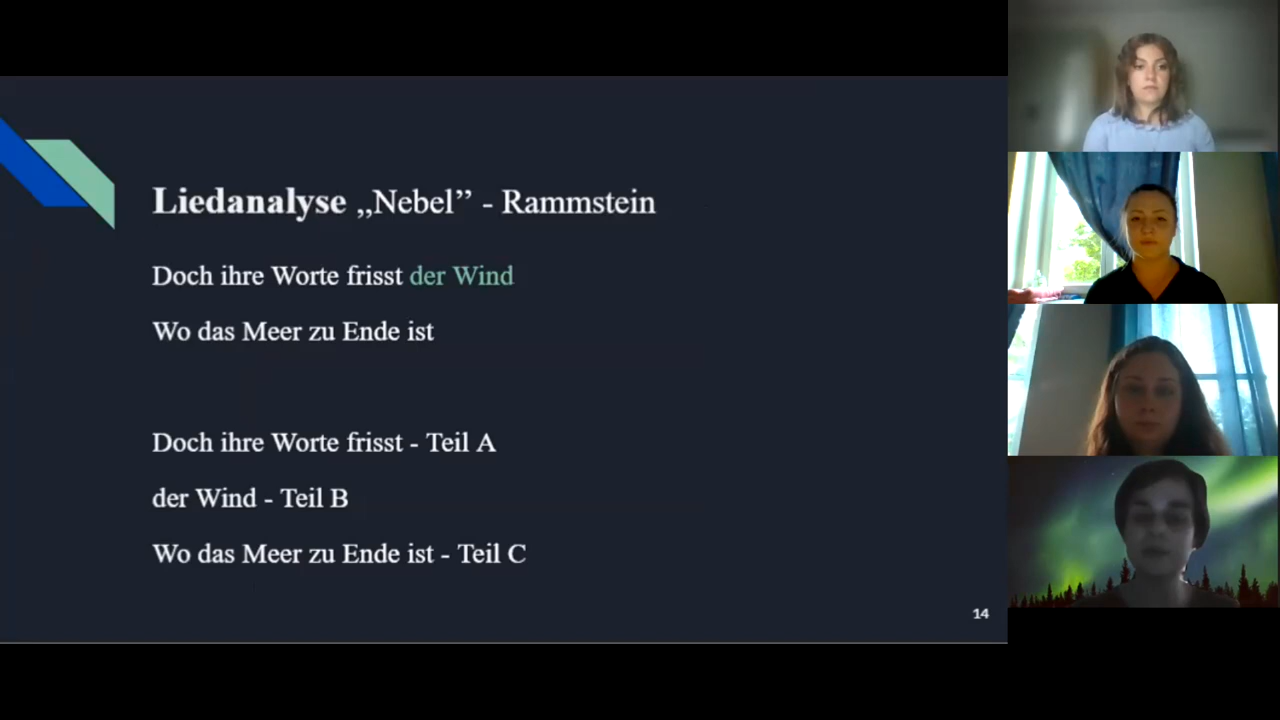 Liedanalyse „Nebel” - Rammstein
Doch ihre Worte frisst der Wind
Wo das Meer zu Ende ist
Doch ihre Worte frisst - Teil A
der Wind - Teil B
Wo das Meer zu Ende ist - Teil C
14